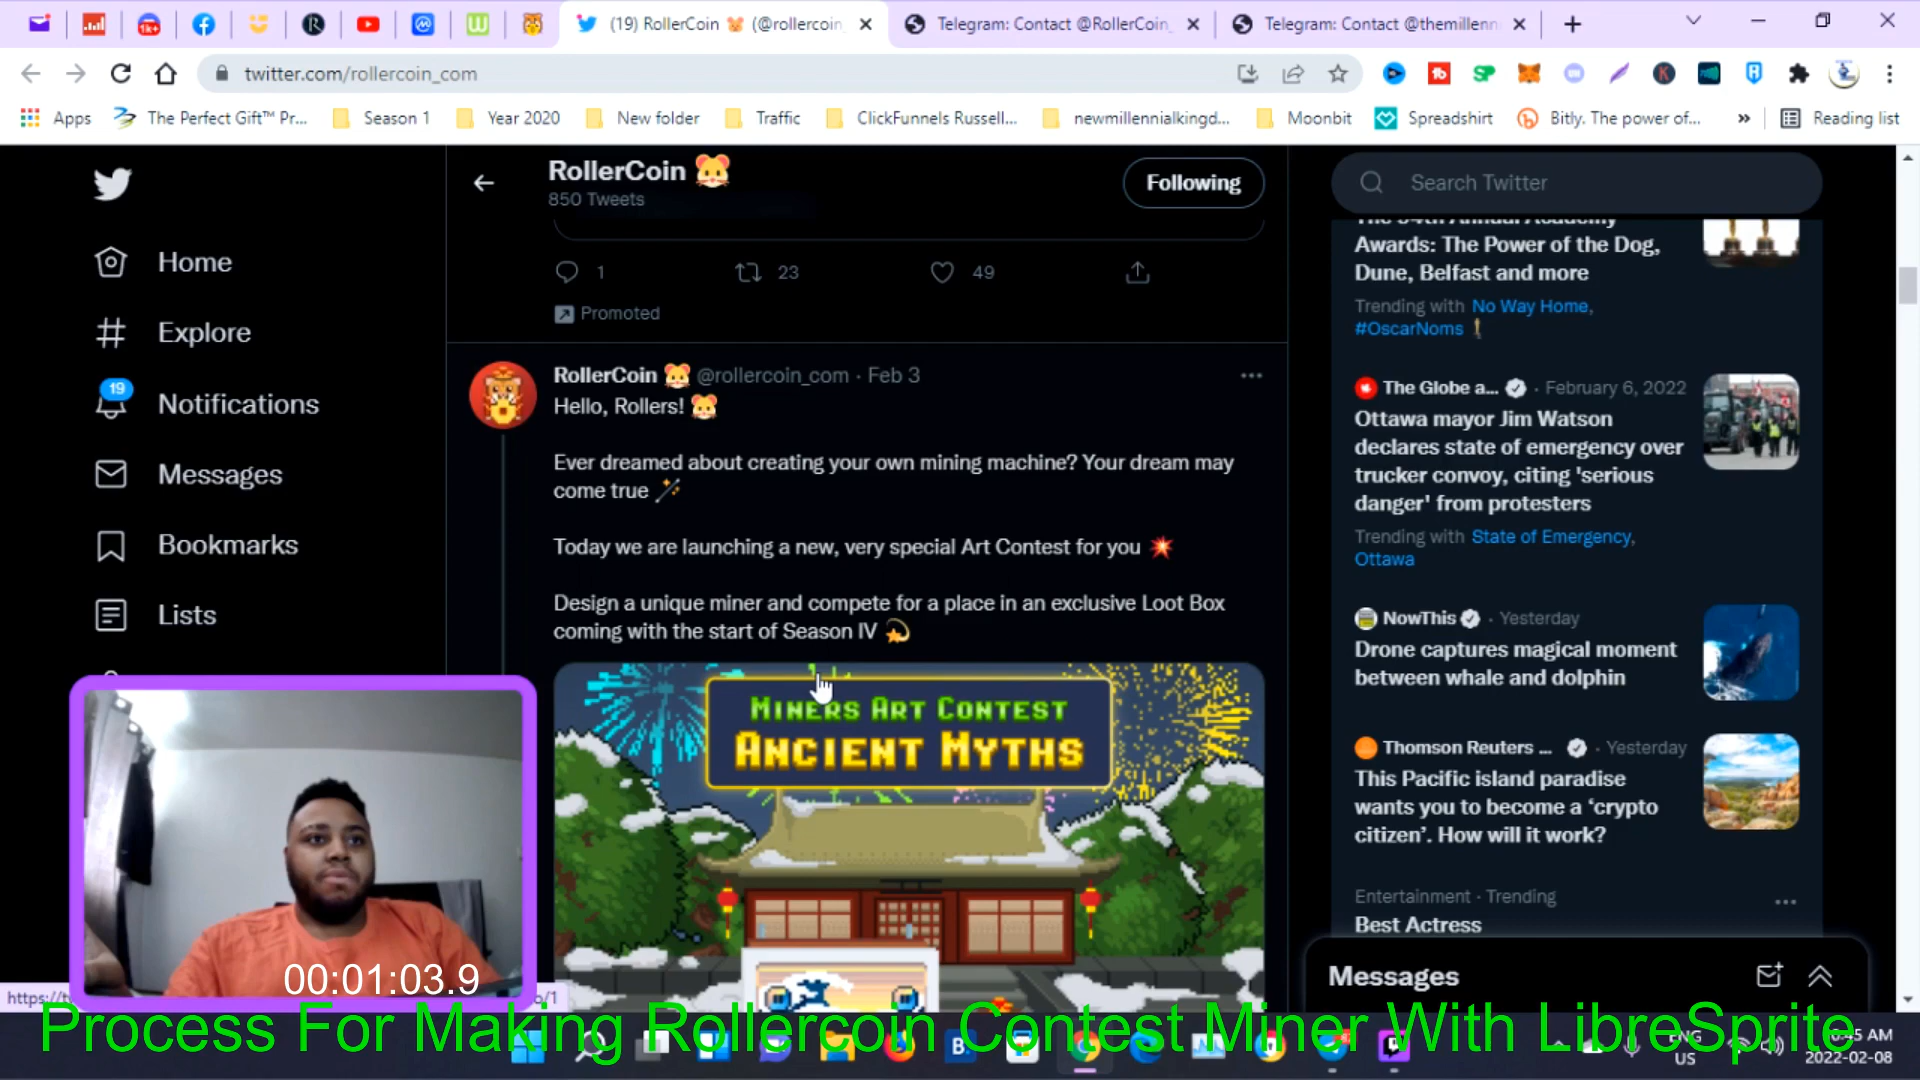 (19) RollerCoin 🐹 (@rollercoin_
Telegram: Contact @RollerCoin_
Telegram: Contact @themillenn
twitter.com/rollercoin_com
Apps
The Perfect Gift™ Pr...
Season 1
Year 2020
New folder
Traffic
ClickFunnels Russell...
newmillennialkingd...
Moonbit
Spreadshirt
Bitly. The power of...
Reading list
RollerCoin 🐹
850 Tweets
Following
Search Twitter
Home
Explore
19
Notifications
Messages
Bookmarks
Lists
1
23
49
Promoted
RollerCoin 🐹 @rollercoin_com · Feb 3
Hello, Rollers! 🐹
Ever dreamed about creating your own mining machine? Your dream may
come true 🪄
Today we are launching a new, very special Art Contest for you 💥
Design a unique miner and compete for a place in an exclusive Loot Box
coming with the start of Season IV 💫
MINERS ART CONTEST
ANCIENT MYTHS
Awards: The Power of the Dog,
Dune, Belfast and more
Trending with No Way Home,
#OscarNoms
The Globe a... · February 6, 2022
Ottawa mayor Jim Watson
declares state of emergency over
trucker convoy, citing 'serious
danger' from protesters
Trending with State of Emergency,
Ottawa
NowThis · Yesterday
Drone captures magical moment
between whale and dolphin
Thomson Reuters ... · Yesterday
This Pacific island paradise
wants you to become a ‘crypto
citizen’. How will it work?
Entertainment · Trending
Best Actress
Messages
00:01:03.9
Process For Making Rollercoin Contest Miner With LibreSprite
ENG
US
:45 AM
2022-02-08